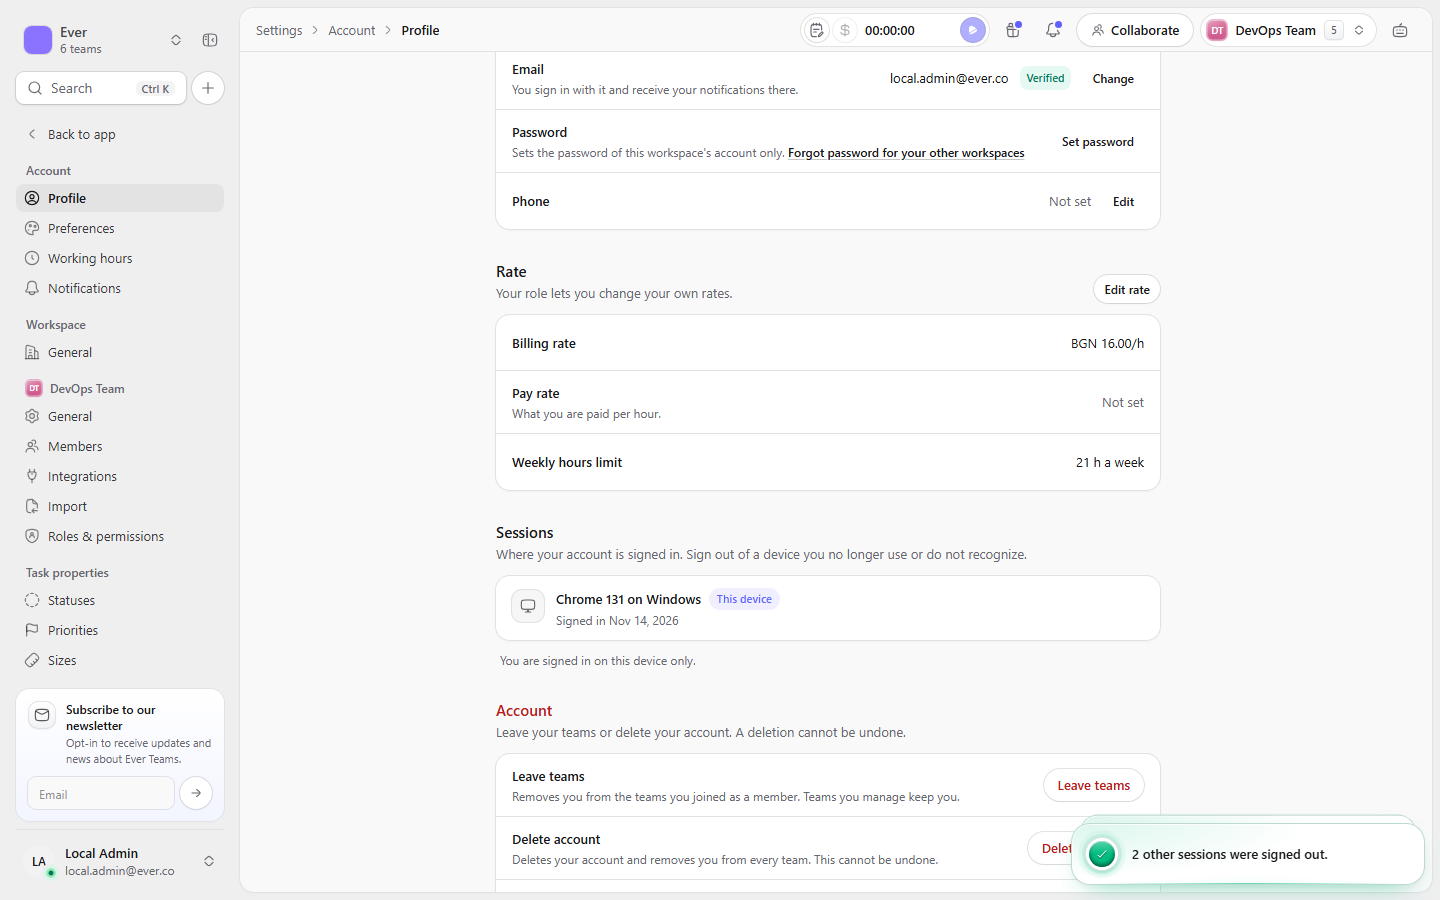 Ever
6 teams
Search
Ctrl K
Back to app
Account
Profile
Preferences
Working hours
Notifications
Workspace
General
DT DevOps Team
General
Members
Integrations
Import
Roles & permissions
Task properties
Statuses
Priorities
Sizes
Subscribe to our
newsletter
Opt-in to receive updates and
news about Ever Teams.
Email
LA
Local Admin
local.admin@ever.co
Settings > Account > Profile
$ 00:00:00
Collaborate
DT DevOps Team 5
Email
You sign in with it and receive your notifications there.
local.admin@ever.co Verified Change
Password
Sets the password of this workspace's account only. Forgot password for your other workspaces
Set password
Phone
Not set Edit
Rate
Your role lets you change your own rates.
Edit rate
Billing rate
BGN 16.00/h
Pay rate
What you are paid per hour.
Not set
Weekly hours limit
21 h a week
Sessions
Where your account is signed in. Sign out of a device you no longer use or do not recognize.
Chrome 131 on Windows This device
Signed in Nov 14, 2026
You are signed in on this device only.
Account
Leave your teams or delete your account. A deletion cannot be undone.
Leave teams
Removes you from the teams you joined as a member. Teams you manage keep you.
Leave teams
Delete account
Deletes your account and removes you from every team. This cannot be undone.
2 other sessions were signed out.